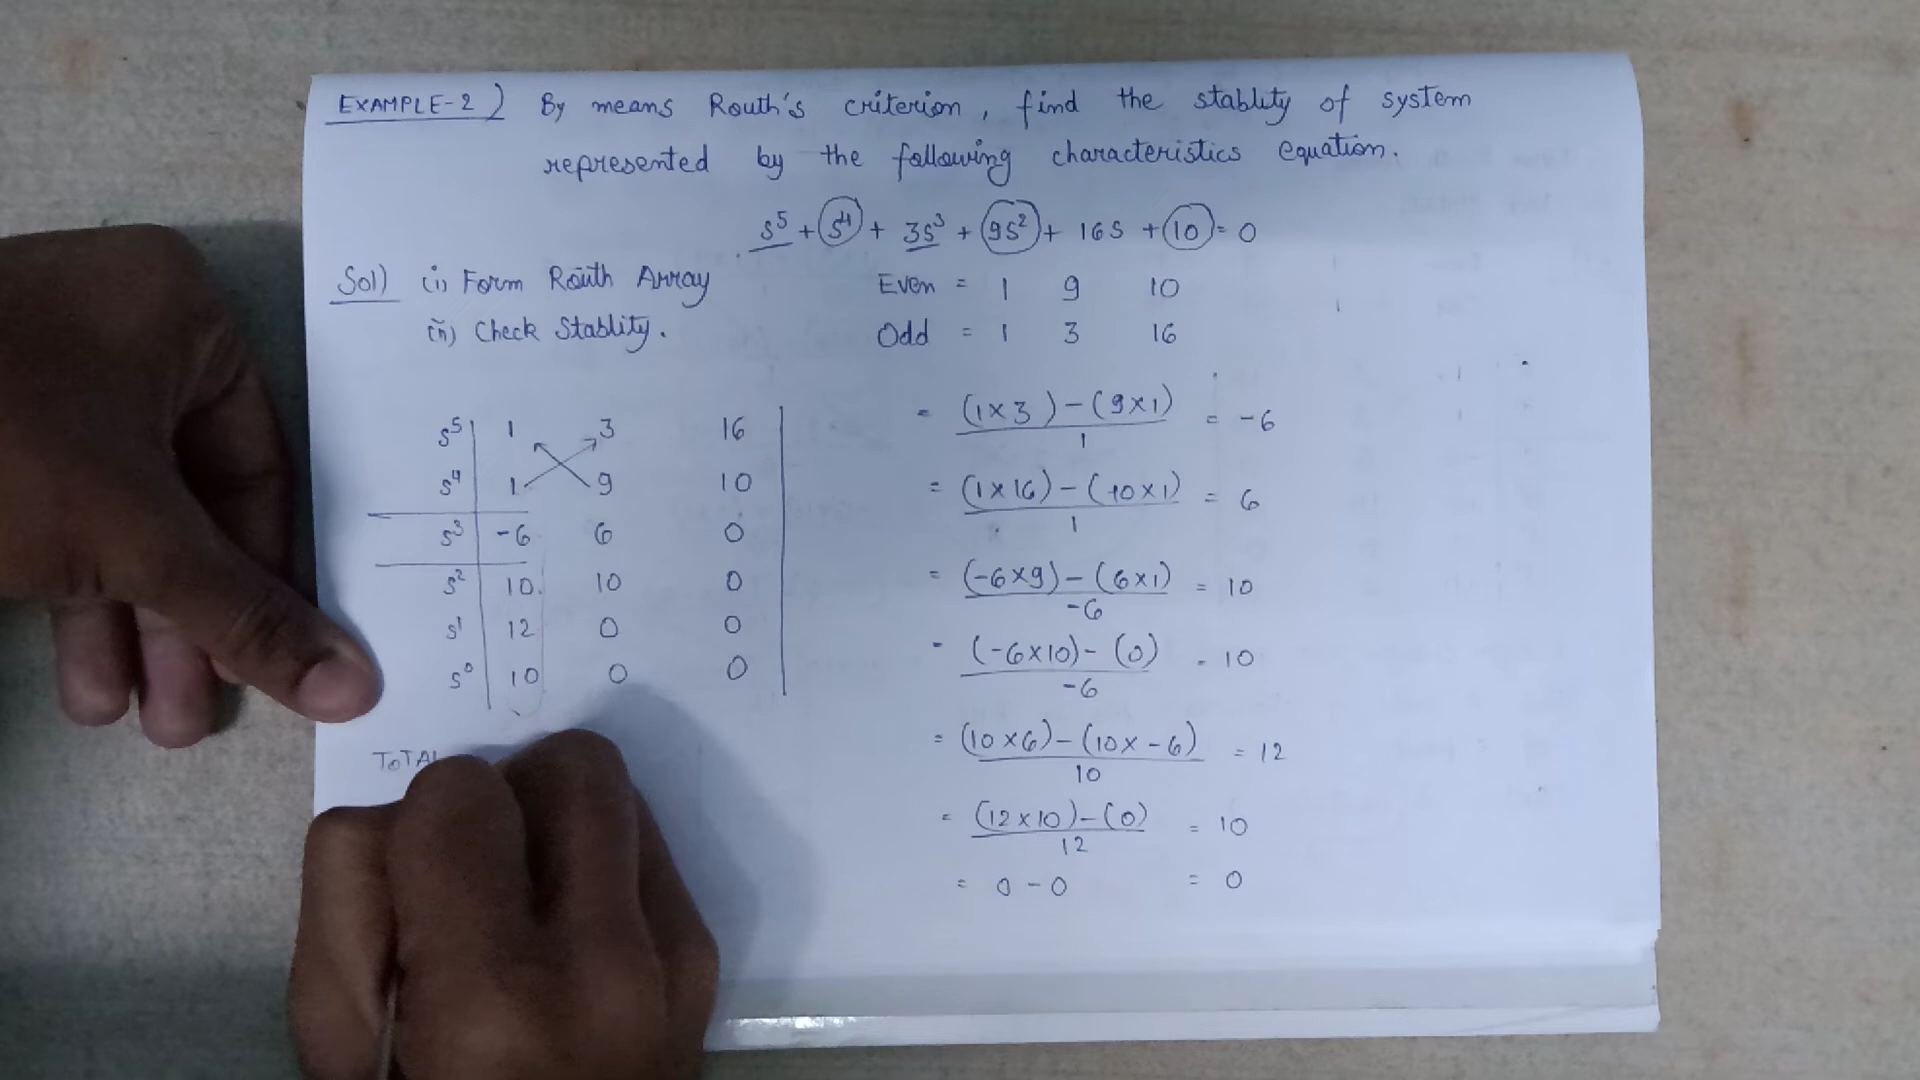 EXAMPLE-2) By means Routh's criterion, find the stablity of system
represented by the following characteristics equation.
s⁵ + s⁴ + 3s³ + 9s² + 16s + 10 = 0
Sol) (i) Form Routh Array
(ii) Check Stablity.
Even = 1 9 10
Odd = 1 3 16
s⁵ 1 3 16
s⁴ 1 9 10
s³ -6 6 0
s² 10 10 0
s¹ 12 0 0
s⁰ 10 0 0
TOTAL
= (1×3)-(9×1) / 1 = -6
= (1×16)-(10×1) / 1 = 6
= (-6×9)-(6×1) / -6 = 10
= (-6×10)-(0) / -6 = 10
= (10×6)-(10×-6) / 10 = 12
= (12×10)-(0) / 12 = 10
= 0-0 = 0